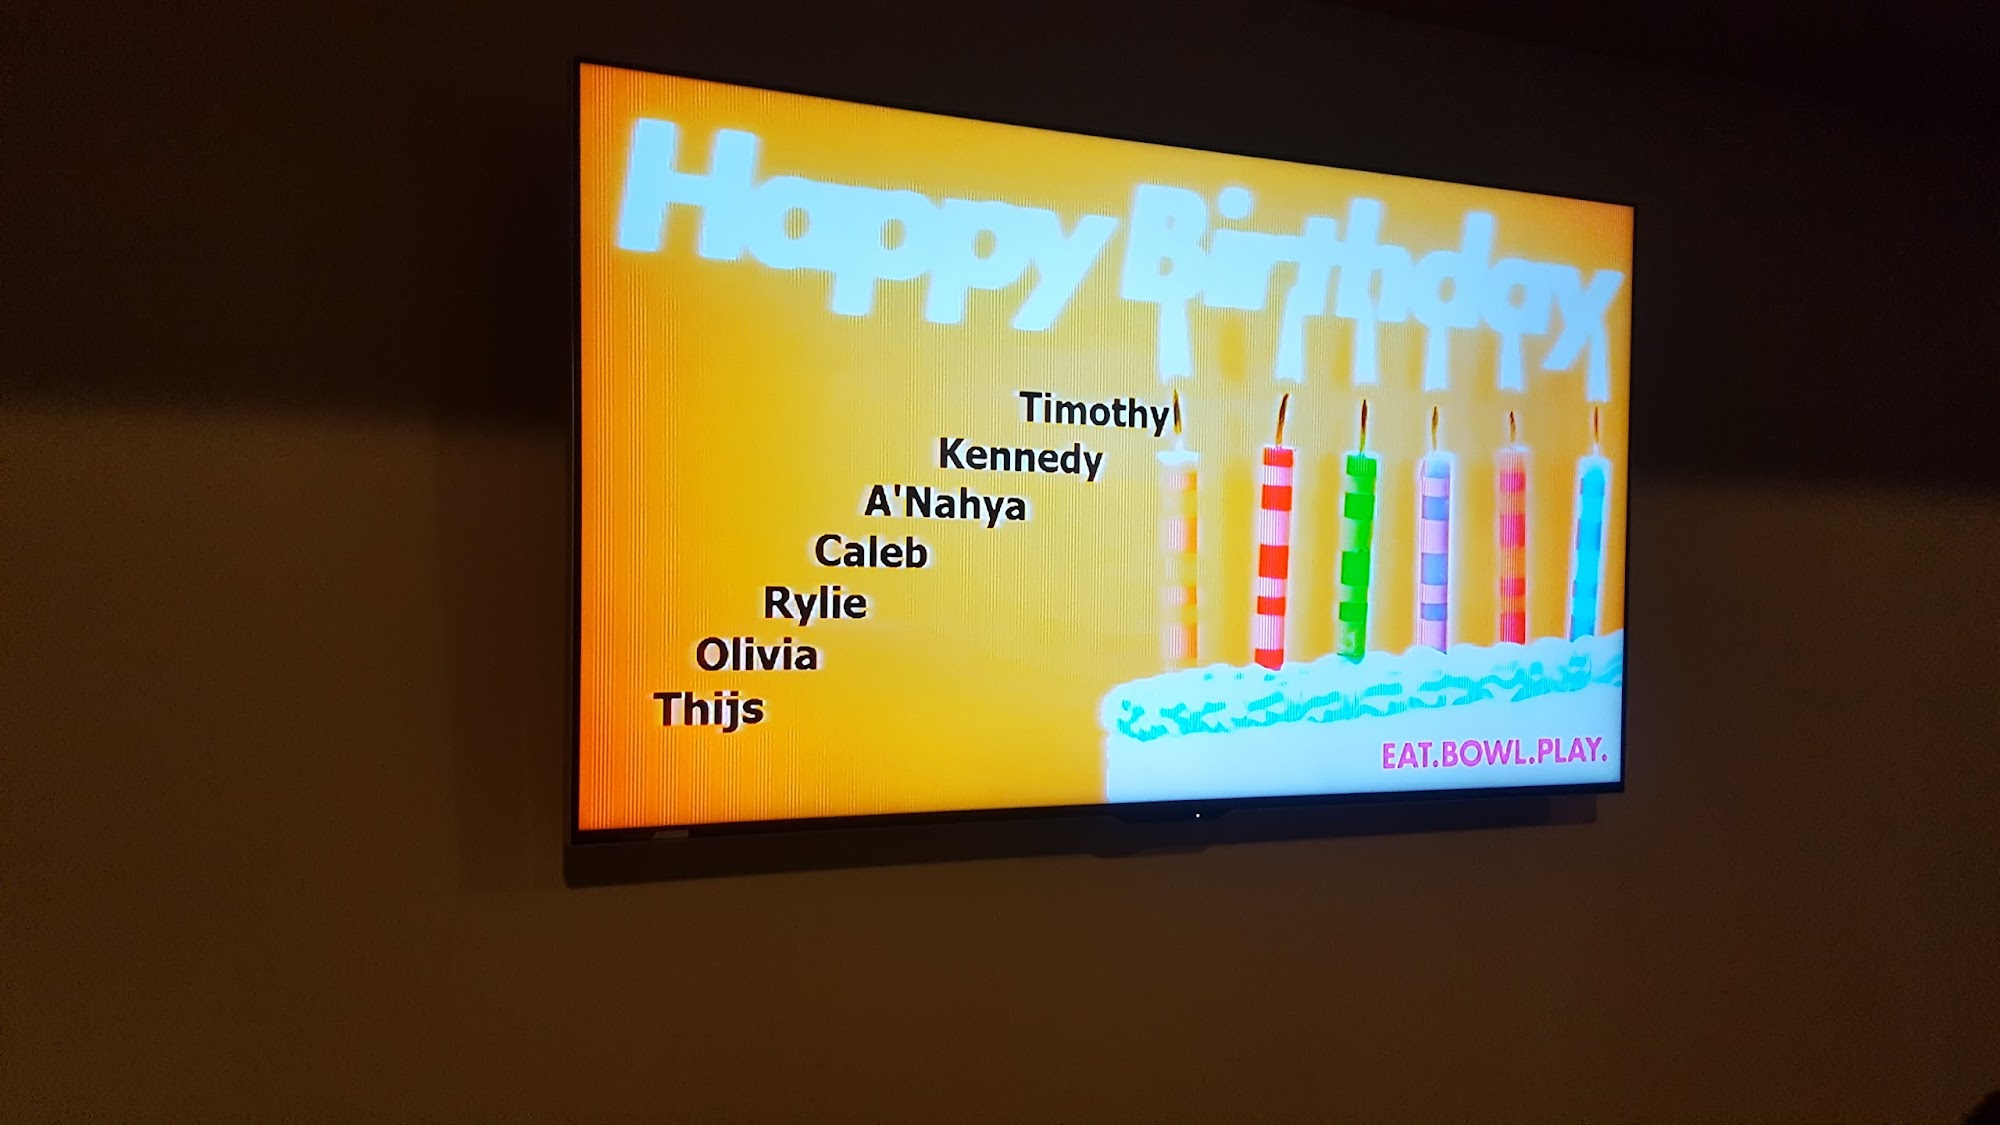 Happy Birthday
Timothy
Kennedy
A'Nahya
Caleb
Rylie
Olivia
Thijs
EAT.BOWL.PLAY.